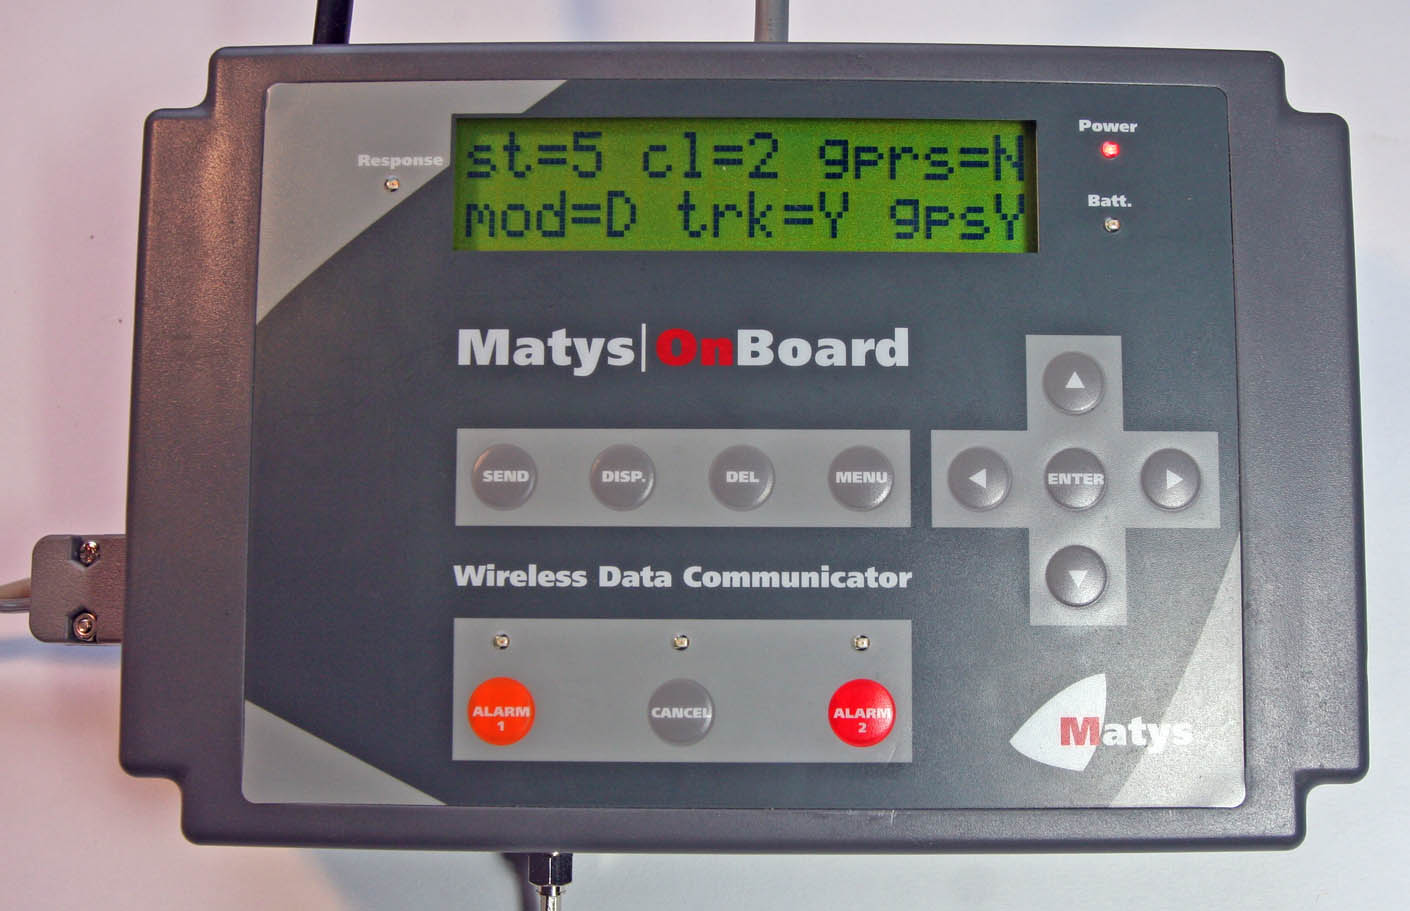 Response
st=5 cl=2 gprs=N
mod=D trk=Y gpsY
Power
Batt.
Matys|OnBoard
SEND DISP. DEL MENU
ENTER
Wireless Data Communicator
ALARM 1
CANCEL
ALARM 2
Matys